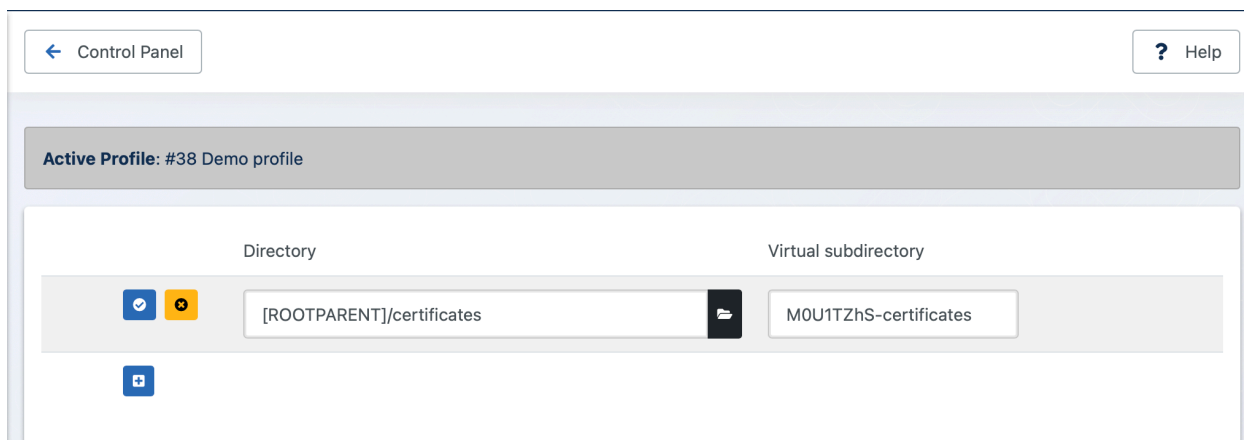 Control Panel
? Help
Active Profile: #38 Demo profile
Directory
Virtual subdirectory
[ROOTPARENT]/certificates
M0U1TZhS-certificates